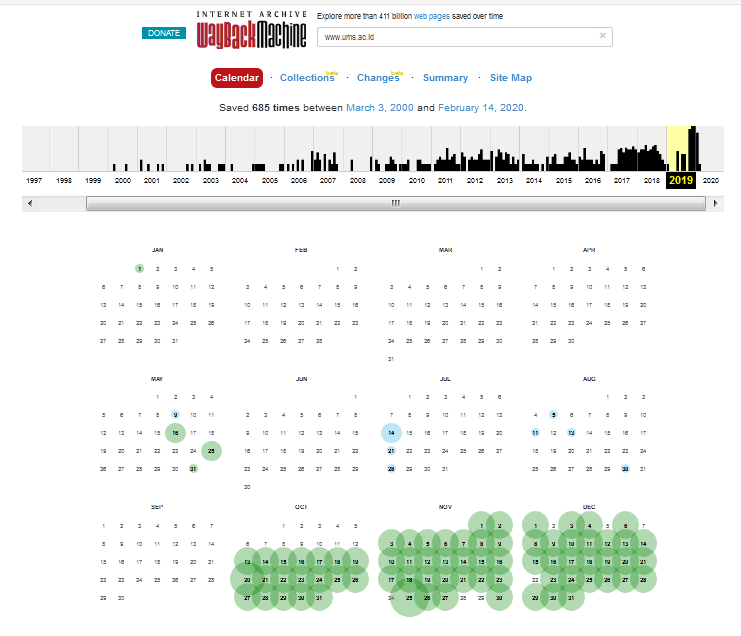 INTERNET ARCHIVE
WayBackMachine
DONATE
Explore more than 411 billion web pages saved over time
www.ums.ac.id
Calendar · Collections beta · Changes beta · Summary · Site Map
Saved 685 times between March 3, 2000 and February 14, 2020.
1997 1998 1999 2000 2001 2002 2003 2004 2005 2006 2007 2008 2009 2010 2011 2012 2013 2014 2015 2016 2017 2018 2019 2020
JAN FEB MAR APR
1 2 3 4 5 1 2 1 2 1 2 3 4 5 6
6 7 8 9 10 11 12 3 4 5 6 7 8 9 3 4 5 6 7 8 9 7 8 9 10 11 12 13
13 14 15 16 17 18 19 10 11 12 13 14 15 16 10 11 12 13 14 15 16 14 15 16 17 18 19 20
20 21 22 23 24 25 26 17 18 19 20 21 22 23 17 18 19 20 21 22 23 21 22 23 24 25 26 27
27 28 29 30 31 24 25 26 27 28 24 25 26 27 28 29 30 28 29 30
31
MAY JUN JUL AUG
1 2 3 4 1 1 2 3 4 5 6 1 2 3
5 6 7 8 9 10 11 2 3 4 5 6 7 8 7 8 9 10 11 12 13 4 5 6 7 8 9 10
12 13 14 15 16 17 18 9 10 11 12 13 14 15 14 15 16 17 18 19 20 11 12 13 14 15 16 17
19 20 21 22 23 24 25 16 17 18 19 20 21 22 21 22 23 24 25 26 27 18 19 20 21 22 23 24
26 27 28 29 30 31 23 24 25 26 27 28 29 28 29 30 31 25 26 27 28 29 30 31
30
SEP OCT NOV DEC
1 2 3 4 5 6 7 1 2 3 4 5 1 2 1 2 3 4 5 6 7
8 9 10 11 12 13 14 6 7 8 9 10 11 12 3 4 5 6 7 8 9 8 9 10 11 12 13 14
15 16 17 18 19 20 21 13 14 15 16 17 18 19 10 11 12 13 14 15 16 15 16 17 18 19 20 21
22 23 24 25 26 27 28 20 21 22 23 24 25 26 17 18 19 20 21 22 23 22 23 24 25 26 27 28
29 30 27 28 29 30 31 24 25 26 27 28 29 30 29 30 31